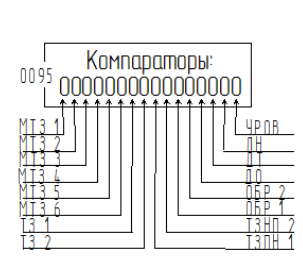 Компараторы:
0095
0000000000000000
МТЗ 1
МТЗ 2
МТЗ 3
МТЗ 4
МТЗ 5
МТЗ 6
ТЗ 1
ТЗ 2
ЧРОВ
ДН
ДТ
ДО
ОБР 2
ОБР 1
ТЗНП 2
ТЗПН 1